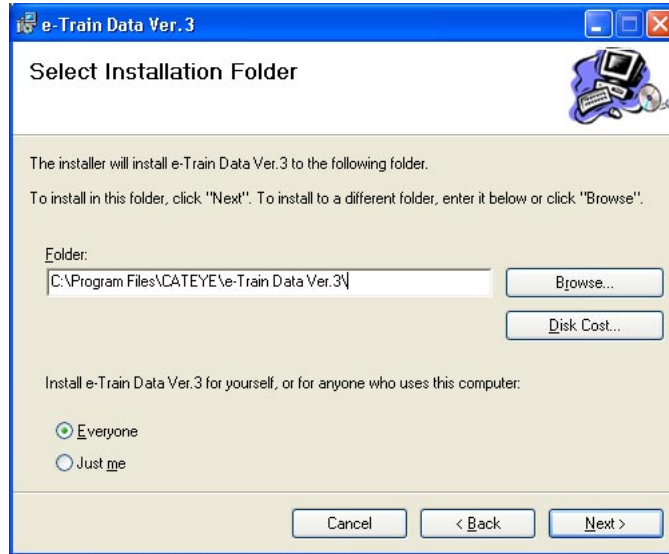 e-Train Data Ver.3
Select Installation Folder
The installer will install e-Train Data Ver.3 to the following folder.
To install in this folder, click "Next". To install to a different folder, enter it below or click "Browse".
Folder:
C:\Program Files\CATEYE\e-Train Data Ver.3\
Browse...
Disk Cost...
Install e-Train Data Ver.3 for yourself, or for anyone who uses this computer:
Everyone
Just me
Cancel
< Back
Next >